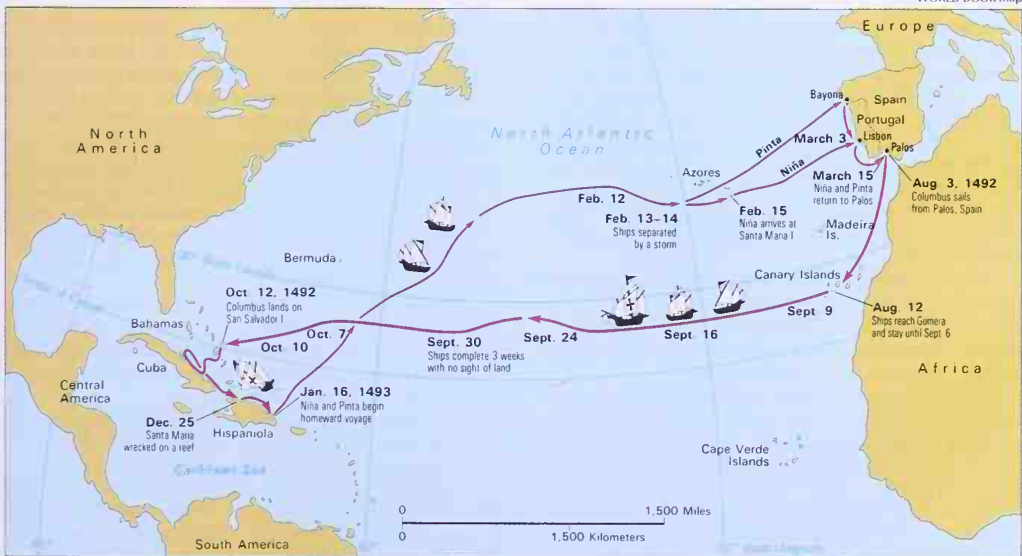 WORLD BOOK map
Europe
North
America
North Atlantic
Ocean
Bayona
Spain
Portugal
Lisbon
Palos
Pinta
March 3
Niña
Azores
March 15
Niña and Pinta
return to Palos
Aug. 3, 1492
Columbus sails
from Palos, Spain
Feb. 12
Feb. 13–14
Ships separated
by a storm
Feb. 15
Niña arrives at
Santa Maria I
Madeira
Is.
Bermuda
Canary Islands
Oct. 12, 1492
Columbus lands on
San Salvador I
Aug. 12
Ships reach Gomera
and stay until Sept. 6
Bahamas
Oct. 7
Oct. 10
Sept. 30
Ships complete 3 weeks
with no sight of land
Sept. 24
Sept 16
Sept 9
Cuba
Africa
Central
America
Jan. 16, 1493
Niña and Pinta begin
homeward voyage
Dec. 25
Santa Maria
wrecked on a reef
Hispaniola
Caribbean Sea
Cape Verde
Islands
0
1,500 Miles
0
1,500 Kilometers
South America